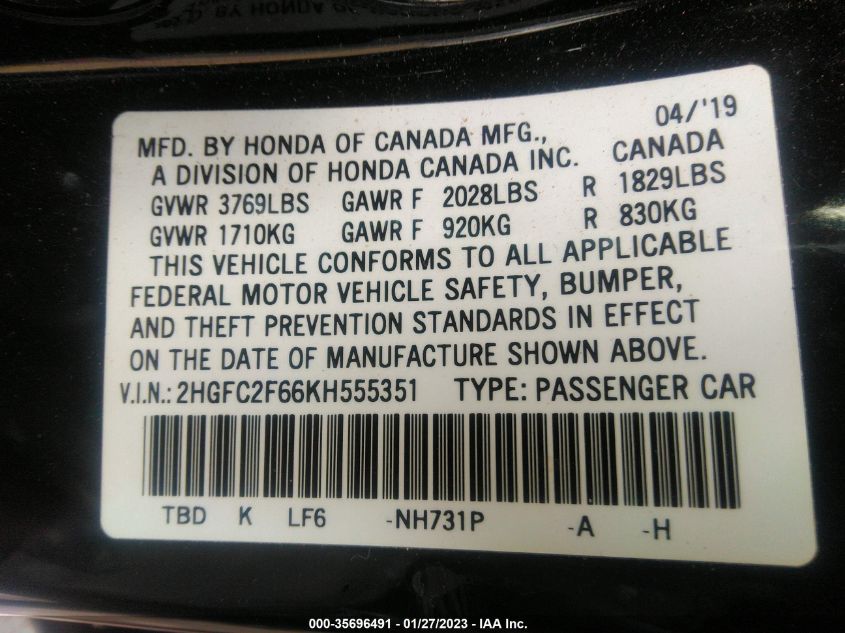 BY HONDA OF
04/'19
MFD. BY HONDA OF CANADA MFG.,
A DIVISION OF HONDA CANADA INC. CANADA
GVWR 3769LBS GAWR F 2028LBS R 1829LBS
GVWR 1710KG GAWR F 920KG R 830KG
THIS VEHICLE CONFORMS TO ALL APPLICABLE
FEDERAL MOTOR VEHICLE SAFETY, BUMPER,
AND THEFT PREVENTION STANDARDS IN EFFECT
ON THE DATE OF MANUFACTURE SHOWN ABOVE.
V.I.N.: 2HGFC2F66KH555351 TYPE: PASSENGER CAR
TBD K LF6 -NH731P -A -H
000-35696491 - 01/27/2023 - IAA Inc.